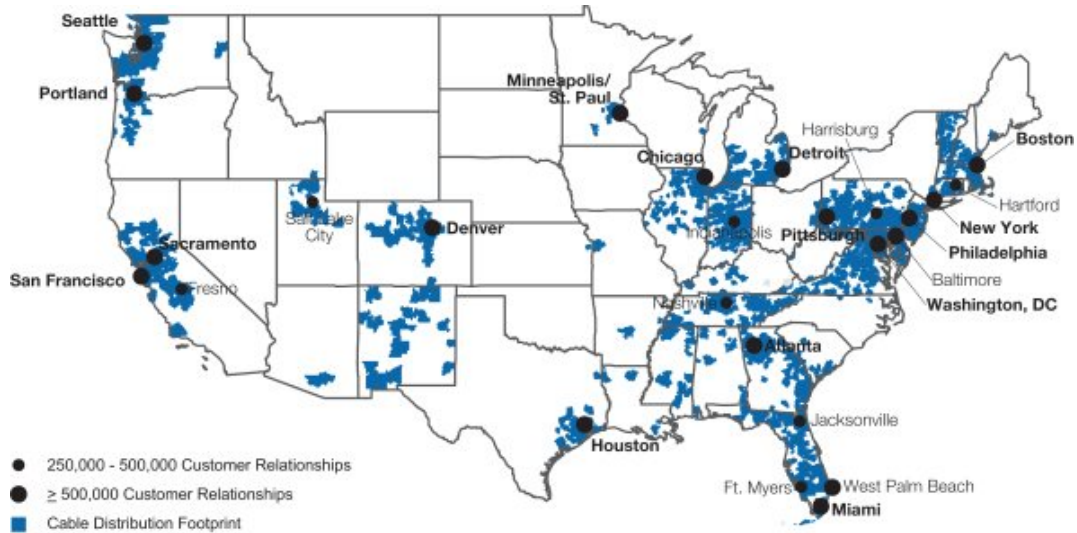 Seattle
Portland
Minneapolis/
St. Paul
Harrisburg
Boston
Chicago
Detroit
Hartford
Salt Lake
City
Denver
Indianapolis
Pittsburgh
New York
Philadelphia
Sacramento
San Francisco
Fresno
Baltimore
Washington, DC
Nashville
Atlanta
Jacksonville
Houston
Ft. Myers
West Palm Beach
Miami
250,000 - 500,000 Customer Relationships
≥ 500,000 Customer Relationships
Cable Distribution Footprint